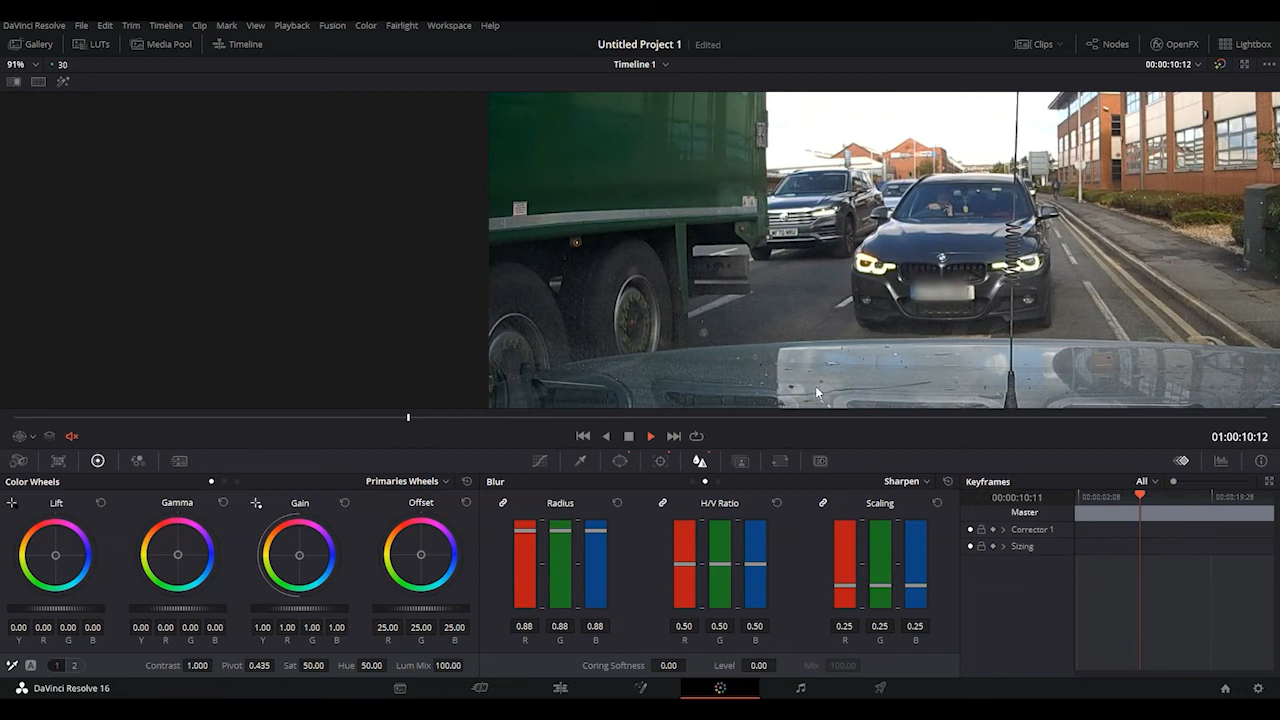 DaVinci Resolve File Edit Trim Timeline Clip Mark View Playback Fusion Color Fairlight Workspace Help
Gallery LUTs Media Pool Timeline Untitled Project 1 Edited Clips Nodes OpenFX Lightbox
91% 30 Timeline 1 00:00:10:12
01:00:10:12
Color Wheels Primaries Wheels Blur Sharpen Keyframes All
Lift Gamma Gain Offset Radius H/V Ratio Scaling 00:00:10:11 00:00:02:08 00:00:19:28
Master
Corrector 1
Sizing
0.00 0.00 0.00 0.00 0.00 0.00 0.00 0.00 1.00 1.00 1.00 1.00 25.00 25.00 25.00 0.88 0.88 0.88 0.50 0.50 0.50 0.25 0.25 0.25
Y R G B Y R G B Y R G B R G B R G B R G B R G B
A 1 2 Contrast 1.000 Pivot 0.435 Sat 50.00 Hue 50.00 Lum Mix 100.00 Coring Softness 0.00 Level 0.00 Mix 100.00
DaVinci Resolve 16